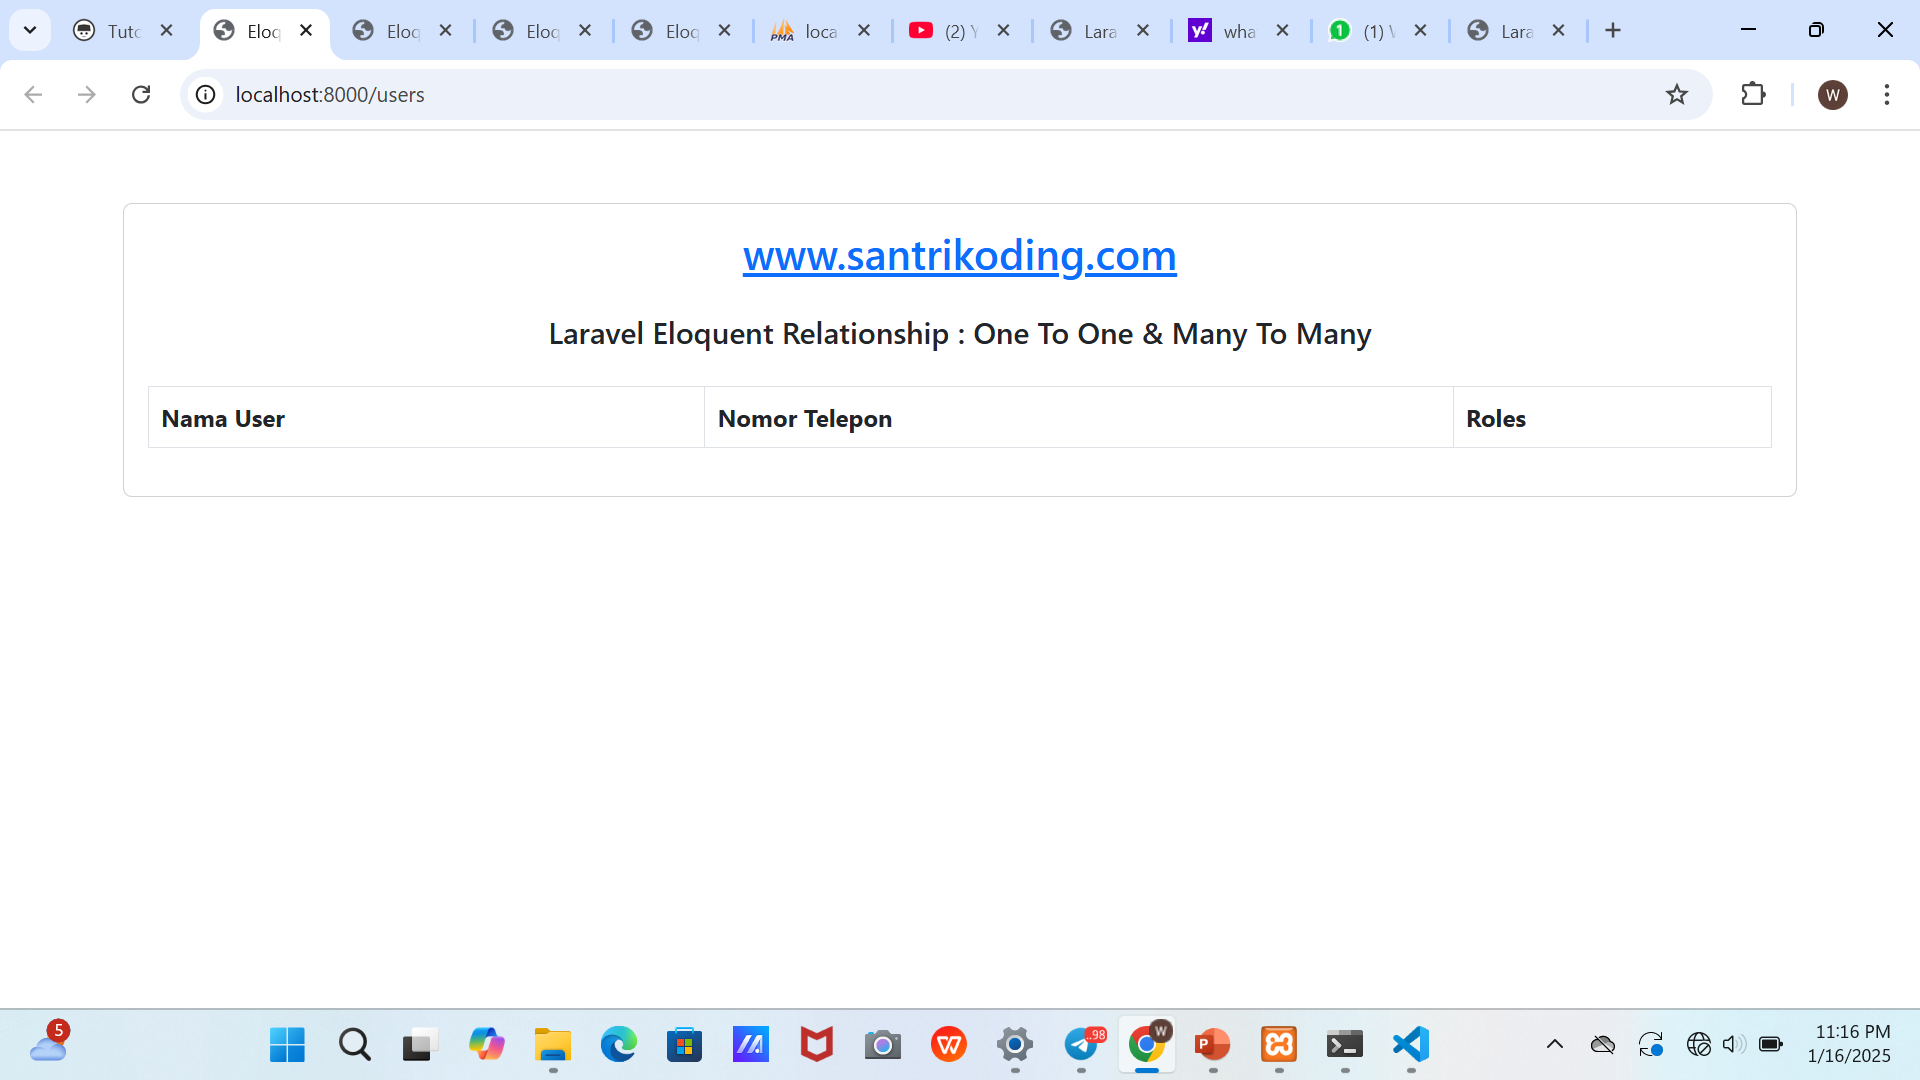 Tuto
Eloq
Eloq
Eloq
Eloq
loca
(2) Y
Lara
wha
(1) W
Lara
localhost:8000/users
W
www.santrikoding.com
Laravel Eloquent Relationship : One To One & Many To Many
Nama User
Nomor Telepon
Roles
5
..98
W
11:16 PM
1/16/2025